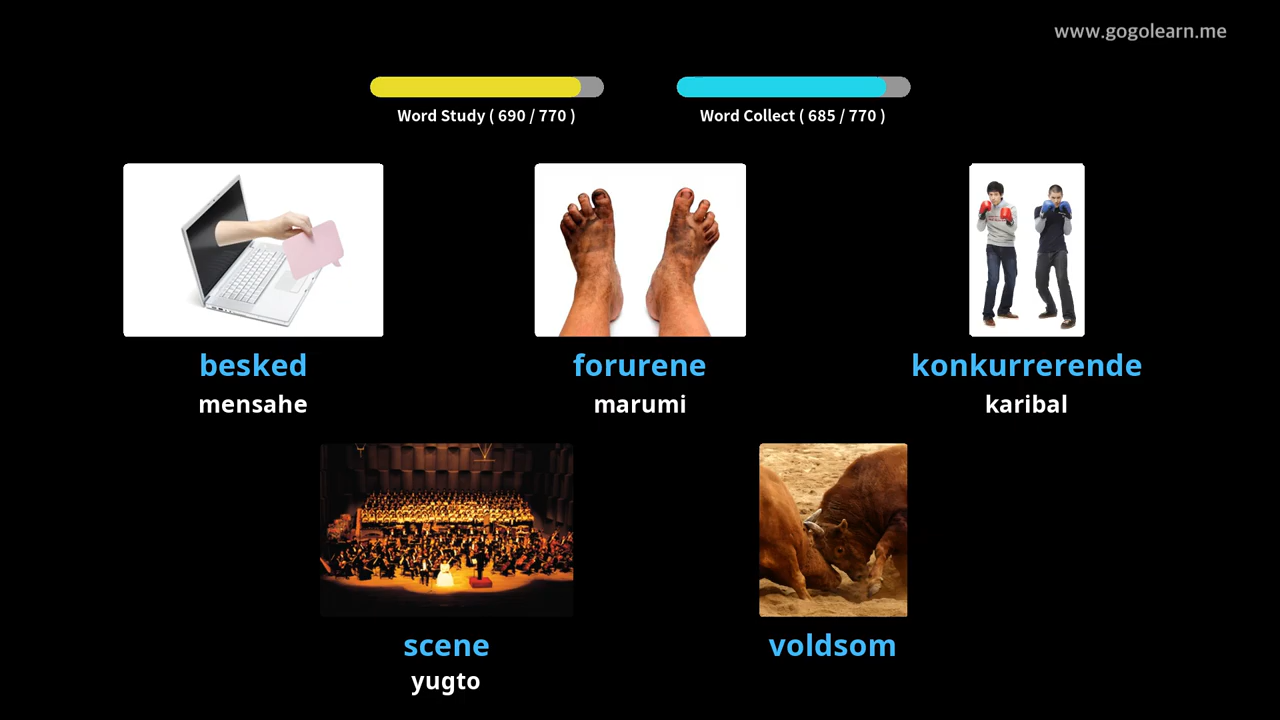 www.gogolearn.me
Word Study ( 690 / 770 )
Word Collect ( 685 / 770 )
besked
mensahe
forurene
marumi
konkurrerende
karibal
scene
yugto
voldsom